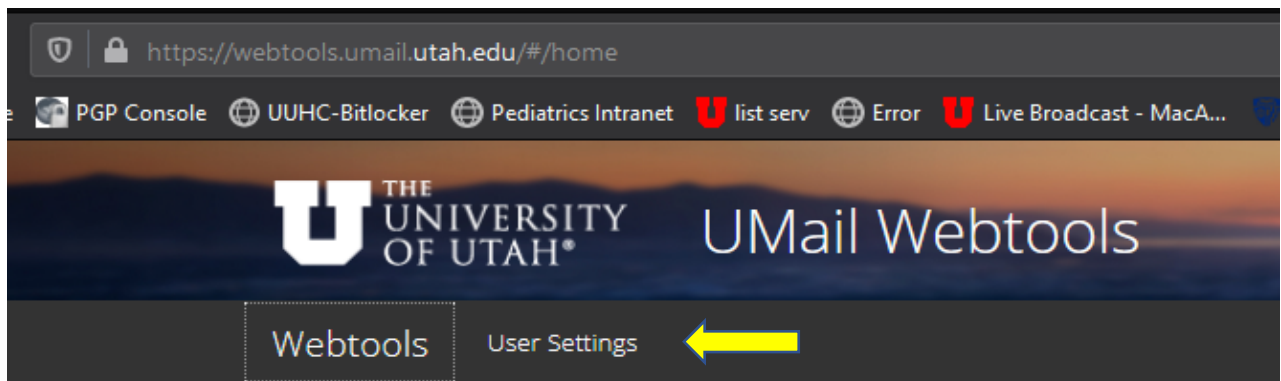 https://webtools.umail.utah.edu/#/home
e PGP Console UUHC-Bitlocker Pediatrics Intranet U list serv Error U Live Broadcast - MacA...
U THE UNIVERSITY OF UTAH® UMail Webtools
Webtools User Settings